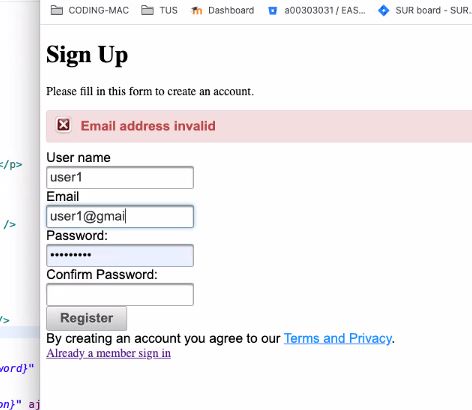 CODING-MAC TUS Dashboard a00303031 / EAS... SUR board - SUR.
Sign Up
Please fill in this form to create an account.
Email address invalid
</p>
User name
user1
Email
user1@gmai
/>
Password:
•••••••••
Confirm Password:
/>
Register
By creating an account you agree to our Terms and Privacy.
Already a member sign in
word}"
on}" aj